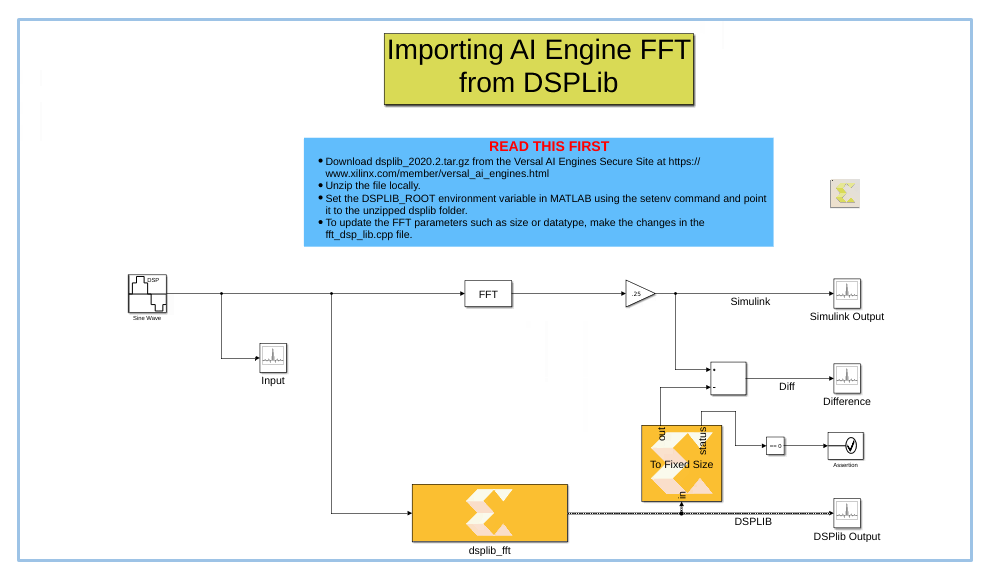 Importing AI Engine FFT
from DSPLib
READ THIS FIRST
• Download dsplib_2020.2.tar.gz from the Versal AI Engines Secure Site at https://
www.xilinx.com/member/versal_ai_engines.html
• Unzip the file locally.
• Set the DSPLIB_ROOT environment variable in MATLAB using the setenv command and point
it to the unzipped dsplib folder.
• To update the FFT parameters such as size or datatype, make the changes in the
fft_dsp_lib.cpp file.
DSP
Sine Wave
FFT
.25
Simulink
Simulink Output
Input
+
-
Diff
Difference
out
status
To Fixed Size
in
== 0
Assertion
DSPLIB
DSPlib Output
dsplib_fft